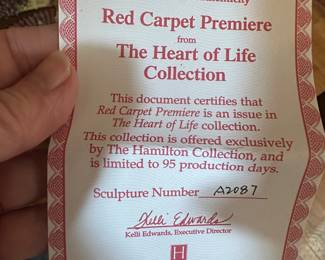 Red Carpet Premiere
from
The Heart of Life
Collection
This document certifies that
Red Carpet Premiere is an issue in
The Heart of Life collection.
This collection is offered exclusively
by The Hamilton Collection, and
is limited to 95 production days.
Sculpture Number A2087
Kelli Edwards
Kelli Edwards, Executive Director
H